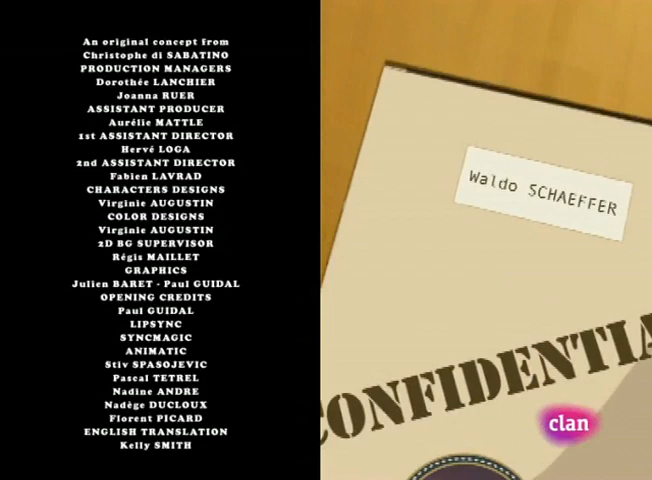 An original concept from
Christophe di SABATINO
PRODUCTION MANAGERS
Dorothée LANCHIER
Joanna RUER
ASSISTANT PRODUCER
Aurélie MATTLE
1st ASSISTANT DIRECTOR
Hervé LOGA
2nd ASSISTANT DIRECTOR
Fabien LAVRAD
CHARACTERS DESIGNS
Virginie AUGUSTIN
COLOR DESIGNS
Virginie AUGUSTIN
2D BG SUPERVISOR
Régis MAILLET
GRAPHICS
Julien BARET - Paul GUIDAL
OPENING CREDITS
Paul GUIDAL
LIPSYNC
SYNCMAGIC
ANIMATIC
Stiv SPASOJEVIC
Pascal TETREL
Nadine ANDRE
Nadège DUCLOUX
Florent PICARD
ENGLISH TRANSLATION
Kelly SMITH
Waldo SCHAEFFER
CONFIDENTIA
clan